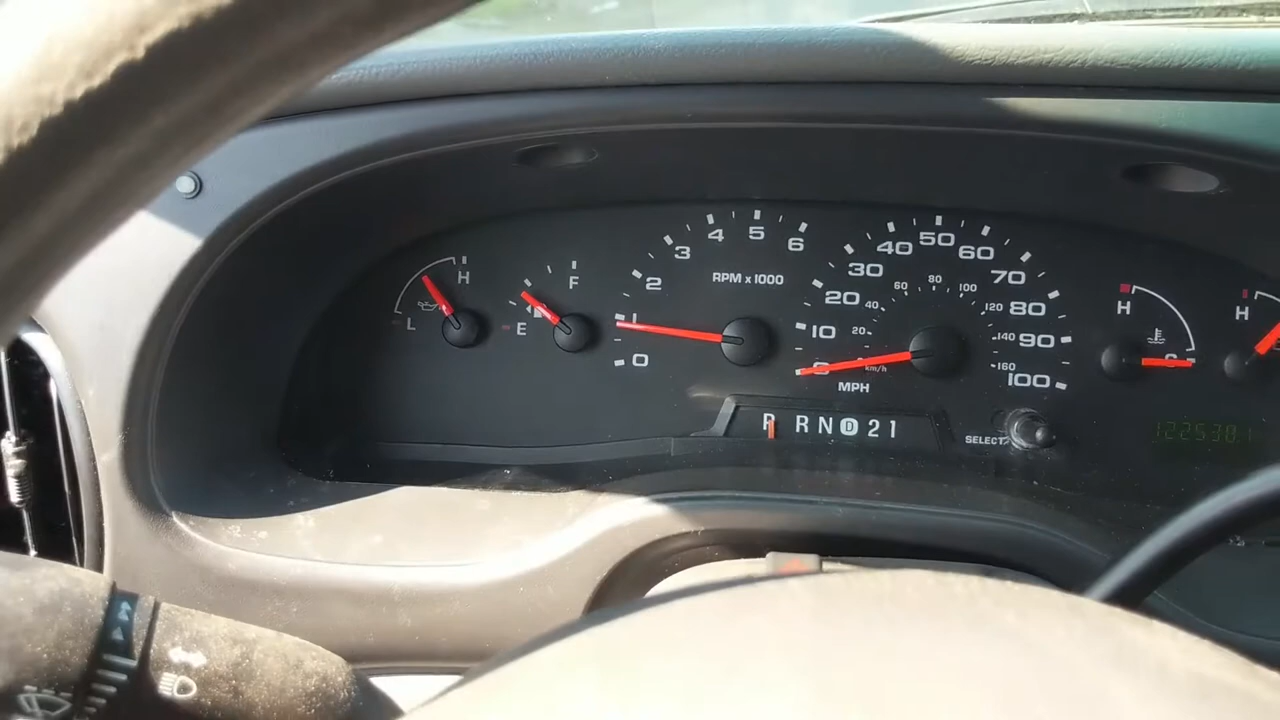 H
L
F
E
0 1 2 3 4 5 6
RPM x 1000
0 10 20 30 40 50 60 70 80 90 100
20 40 60 80 100 120 140 160
km/h
MPH
P R N D 2 1
SELECT
H
C
H